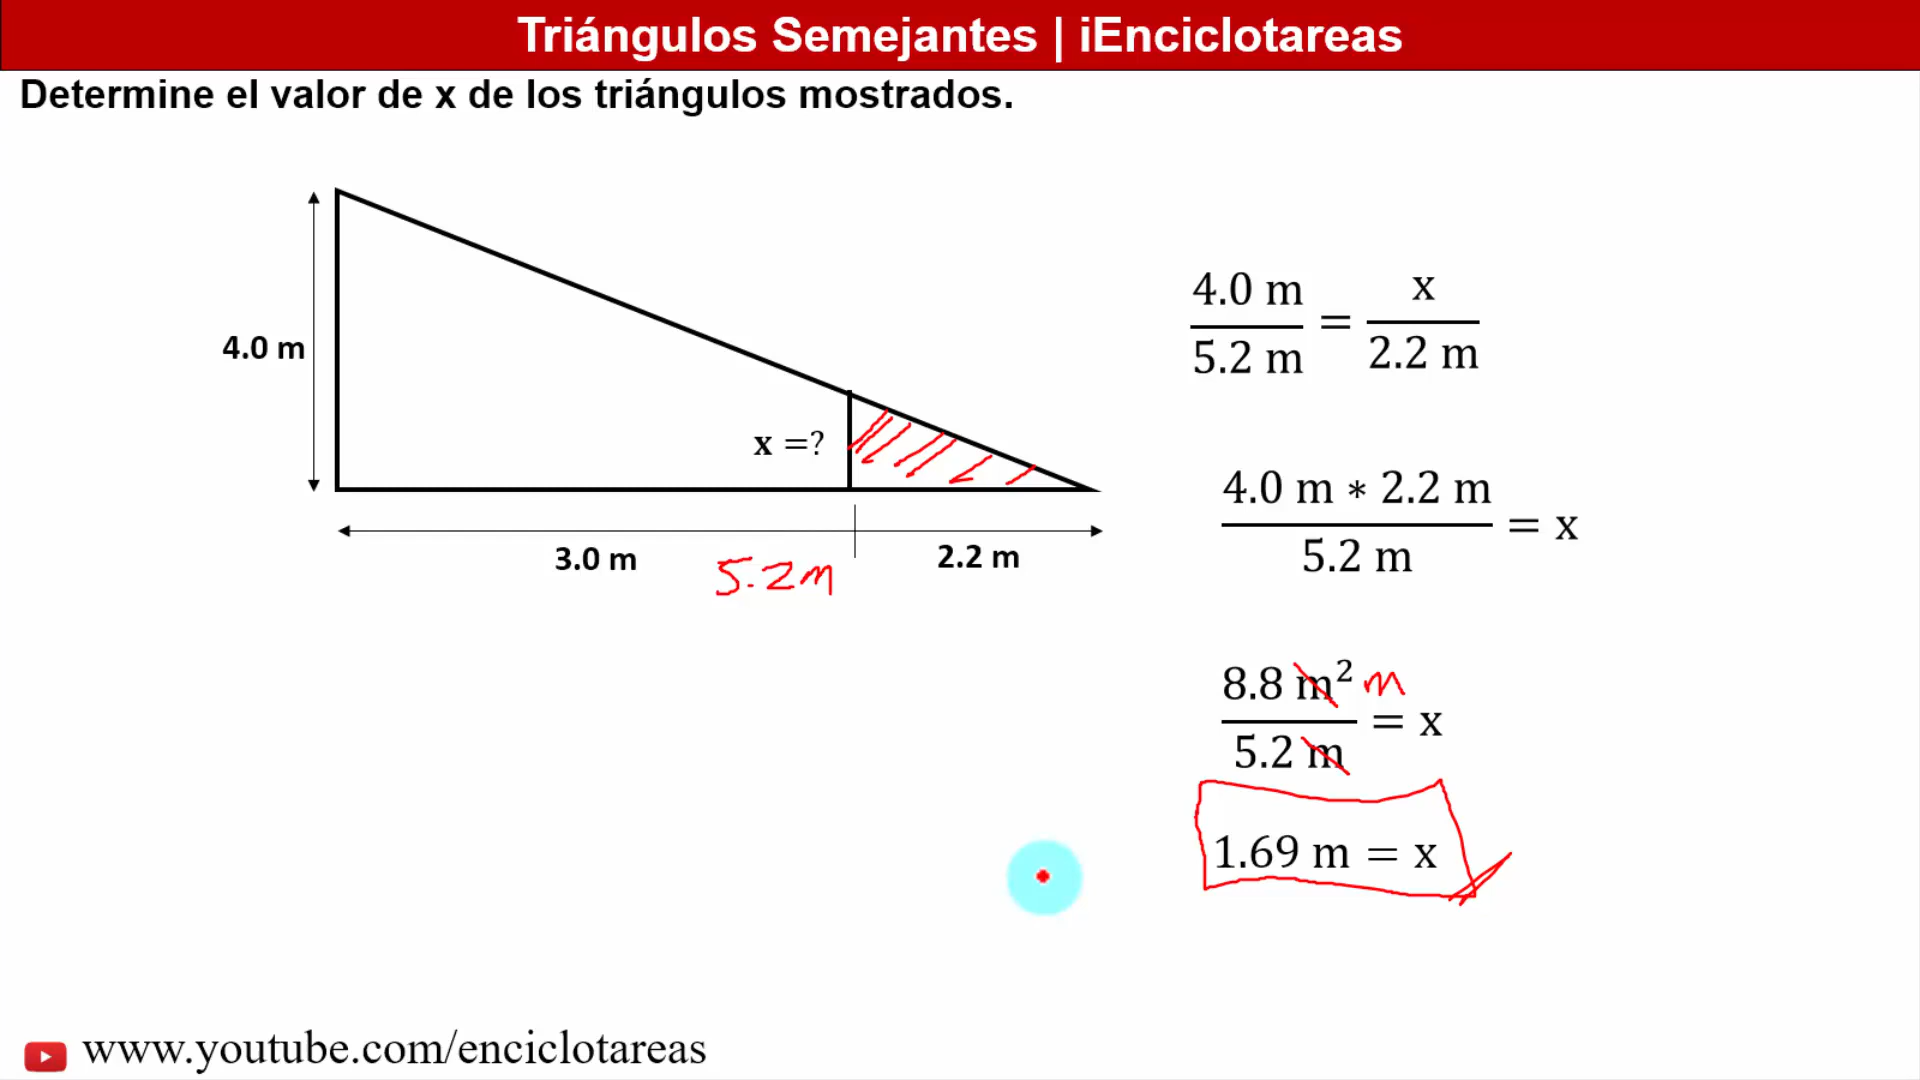 Triángulos Semejantes | iEnciclotareas
Determine el valor de x de los triángulos mostrados.
4.0 m
x =?
3.0 m
5.2m
2.2 m
4.0 m / 5.2 m = x / 2.2 m
4.0 m * 2.2 m / 5.2 m = x
8.8 m² m / 5.2 m = x
1.69 m = x
www.youtube.com/enciclotareas